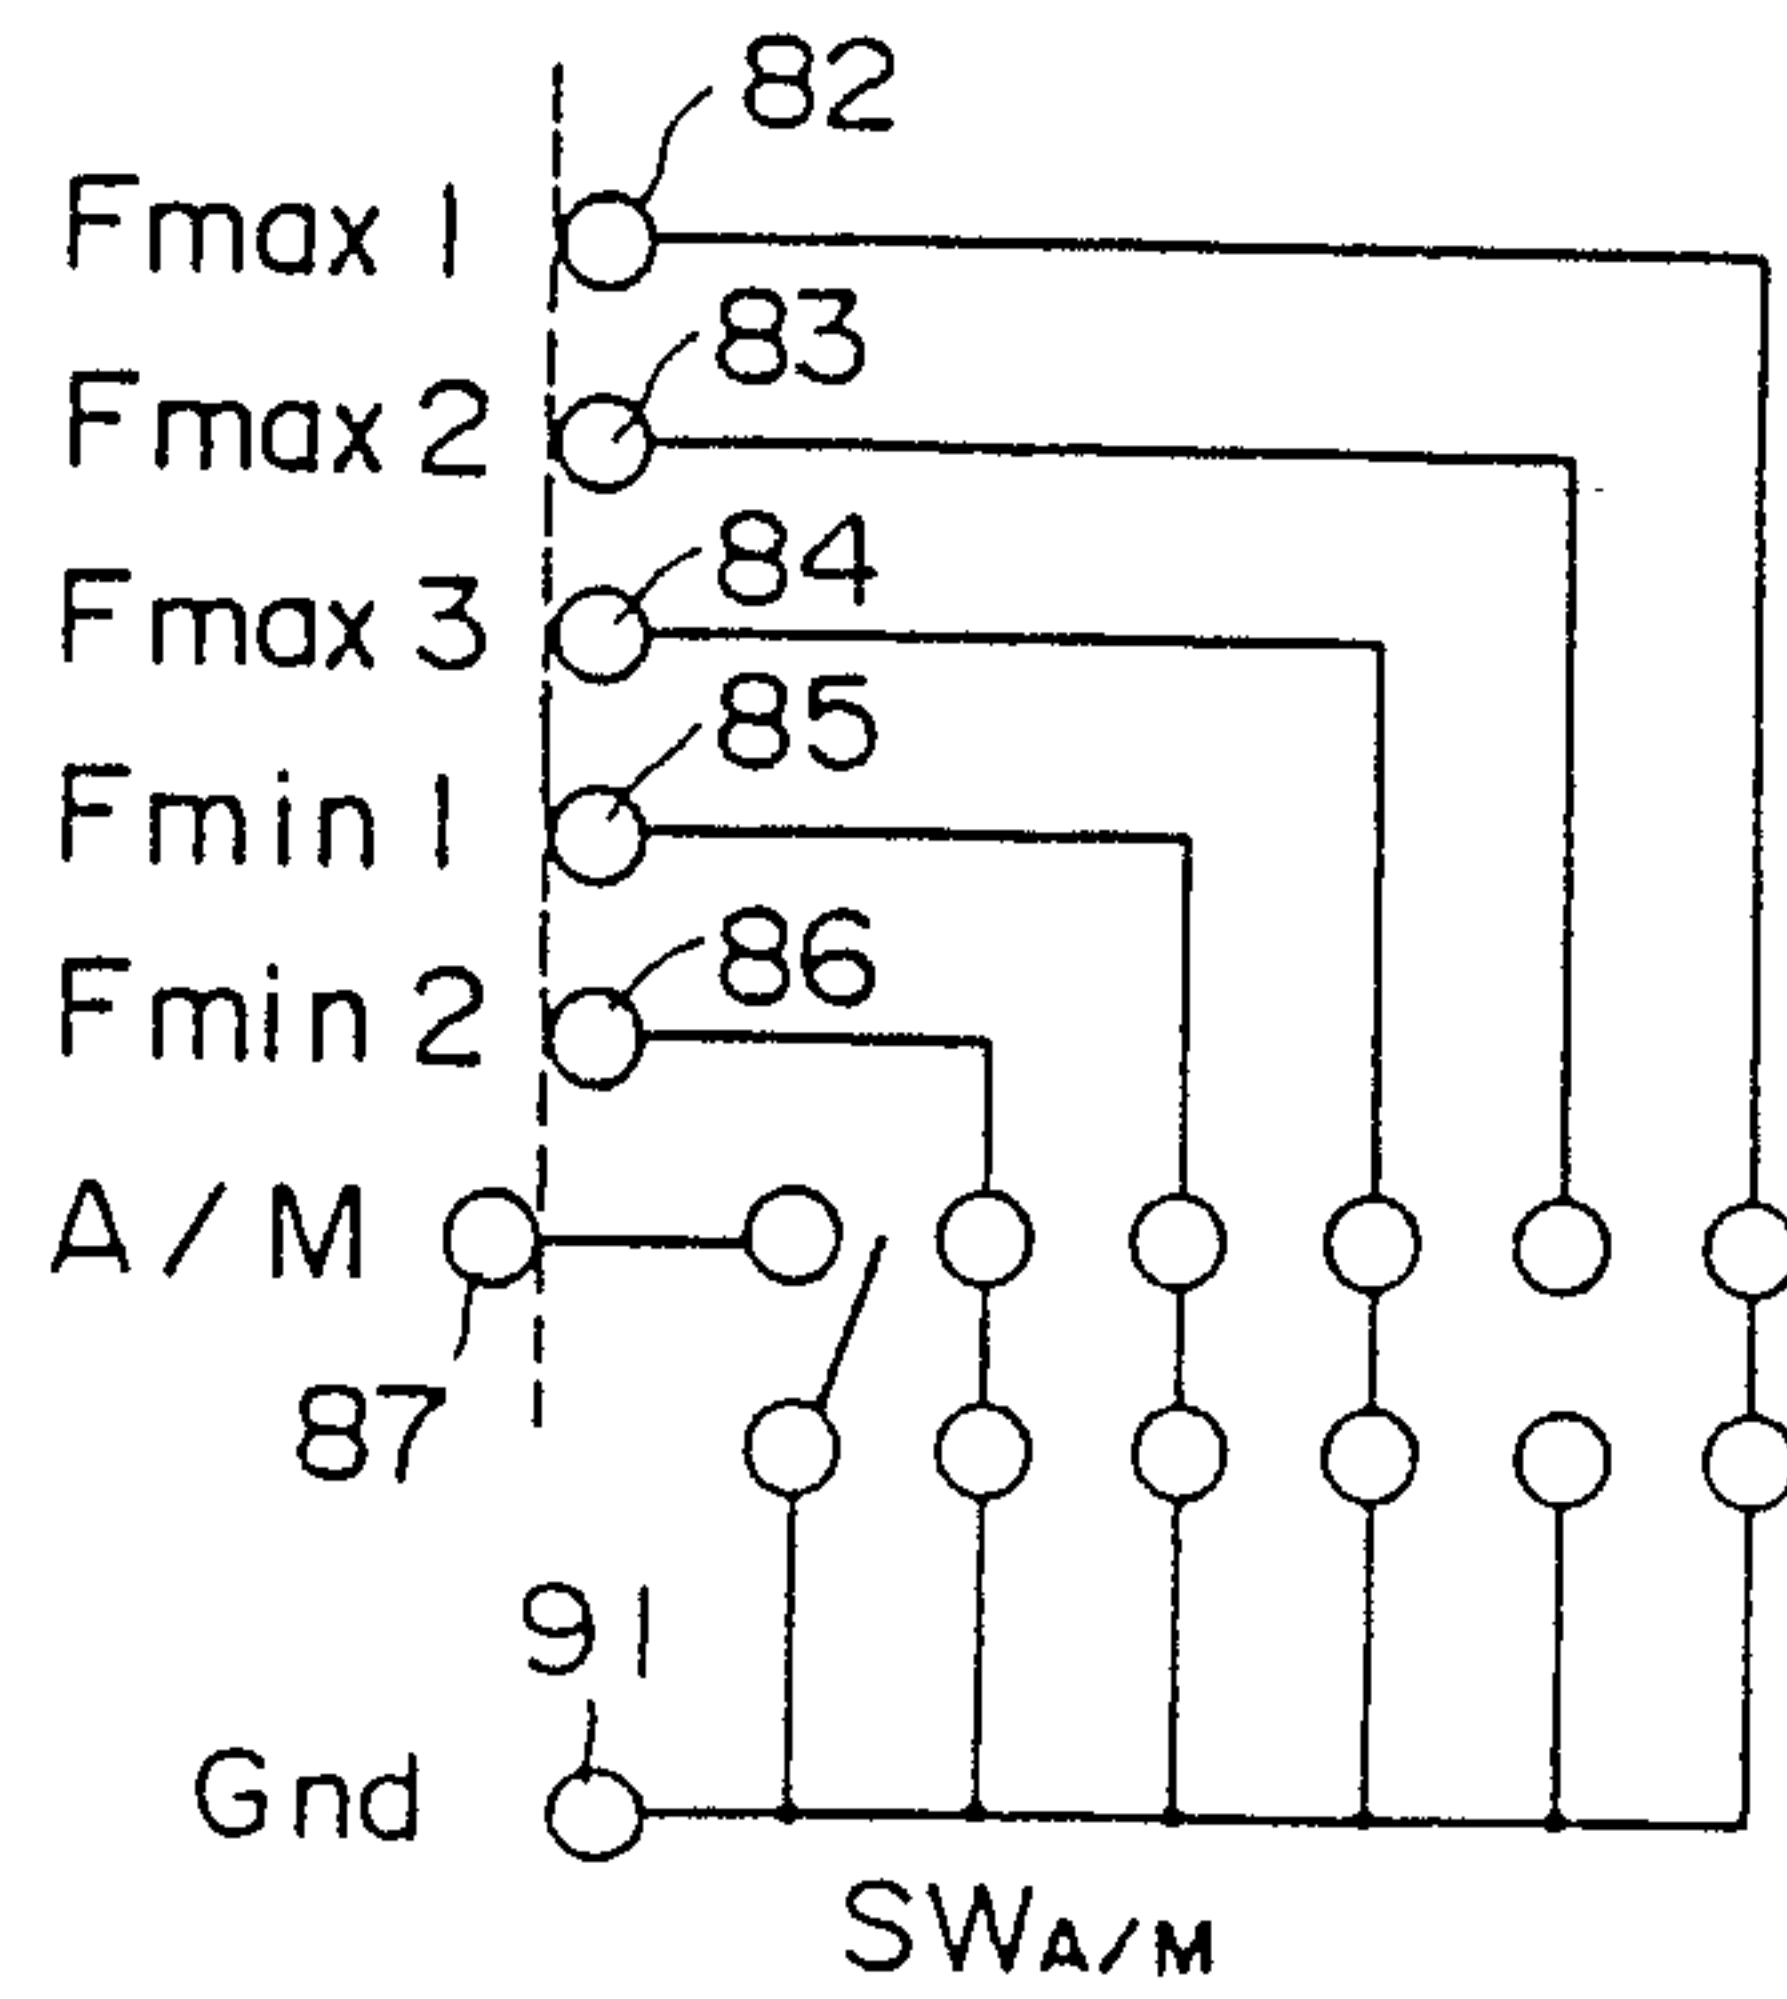 82
Fmax 1
83
Fmax 2
84
Fmax 3
85
Fmin 1
86
Fmin 2
A/M
87
91
Gnd
SWA/M